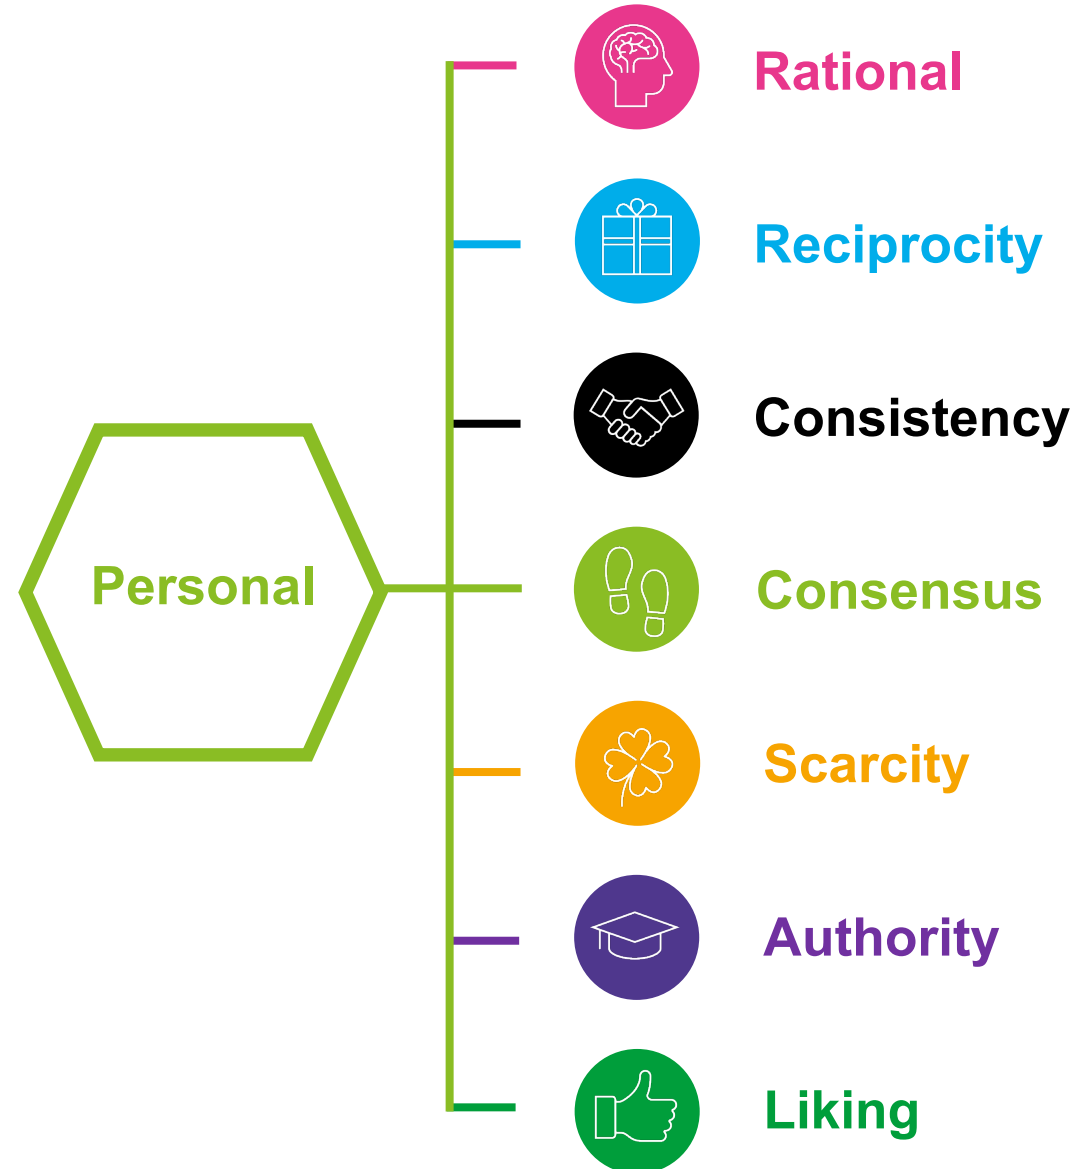 Rational
Reciprocity
Consistency
Personal
Consensus
Scarcity
Authority
Liking